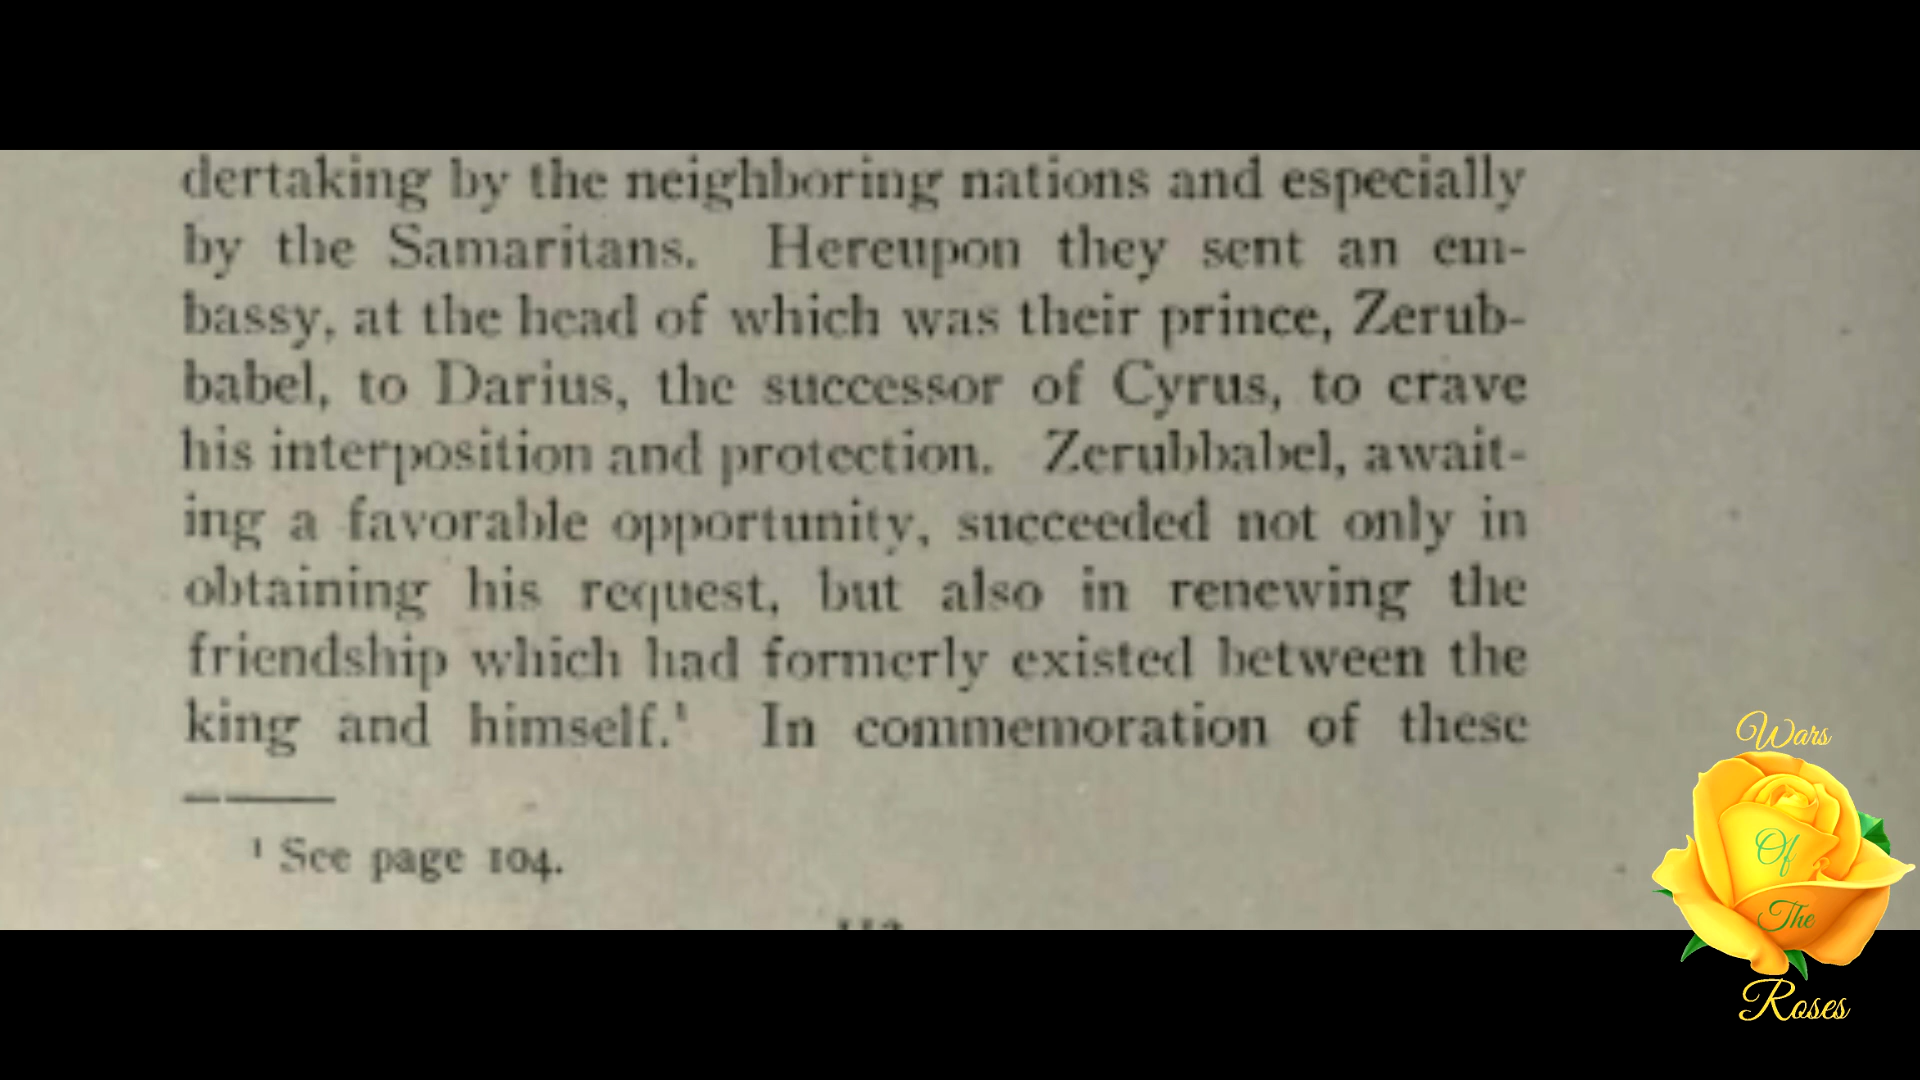 dertaking by the neighboring nations and especially
by the Samaritans. Hereupon they sent an em-
bassy, at the head of which was their prince, Zerub-
babel, to Darius, the successor of Cyrus, to crave
his interposition and protection. Zerubbabel, await-
ing a favorable opportunity, succeeded not only in
obtaining his request, but also in renewing the
friendship which had formerly existed between the
king and himself.¹ In commemoration of these
¹ See page 104.
Wars
Of
The
Roses